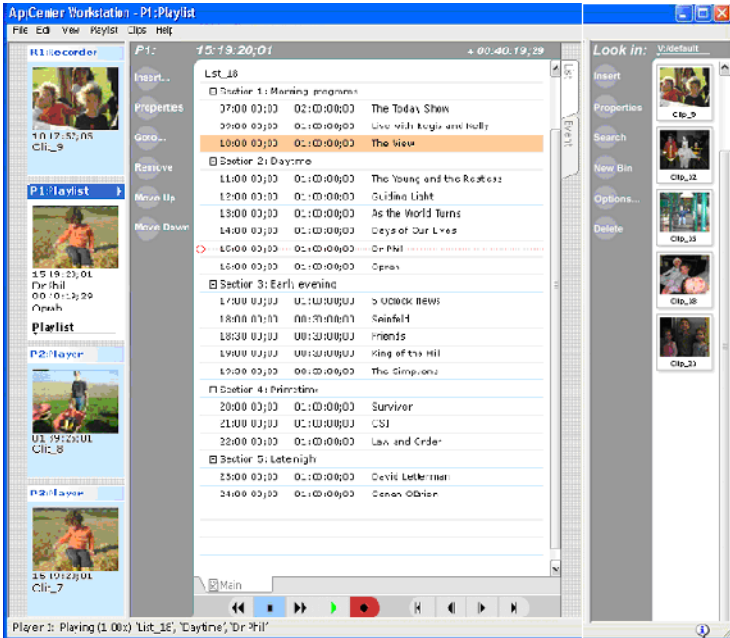 AppCenter Workstation - P1:Playlist
File Edit View Playlist Clips Help
R1:Recorder
Clip_9
P1:Playlist
15:19:20;01
Dr Phil
00:40:19;29
Oprah
Playlist
P2:Player
Clip_8
P3:Player
15:19:20;01
Clip_7
P1: 15:19:20;01 + 00:40:19;29
Insert...
Properties
Goto...
Remove
Move Up
Move Down
List_18
Section 1: Morning programs
07:00:00;00 02:00:00;00 The Today Show
09:00:00;00 01:00:00;00 Live with Regis and Kelly
10:00:00;00 01:00:00;00 The View
Section 2: Daytime
11:00:00;00 01:00:00;00 The Young and the Restless
12:00:00;00 01:00:00;00 Guiding Light
13:00:00;00 01:00:00;00 As the World Turns
14:00:00;00 01:00:00;00 Days of Our Lives
15:00:00;00 01:00:00;00 Dr Phil
16:00:00;00 01:00:00;00 Oprah
Section 3: Early evening
17:00:00;00 01:00:00;00 5 Oclock News
18:00:00;00 00:30:00;00 Seinfeld
18:30:00;00 00:30:00;00 Friends
19:00:00;00 00:30:00;00 King of the Hill
19:30:00;00 00:30:00;00 The Simpsons
Section 4: Primetime
20:00:00;00 01:00:00;00 Survivor
21:00:00;00 01:00:00;00 CSI
22:00:00;00 01:00:00;00 Law and Order
Section 5: Latenight
23:00:00;00 01:00:00;00 David Letterman
24:00:00;00 01:00:00;00 Conan OBrien
Main
List
Event
Look in: V:/default
Insert
Properties
Search
New Bin
Options...
Delete
Clip_9
Clip_12
Clip_15
Clip_18
Clip_21
Player 1: Playing (1.00x) 'List_18', 'Daytime', 'Dr Phil'